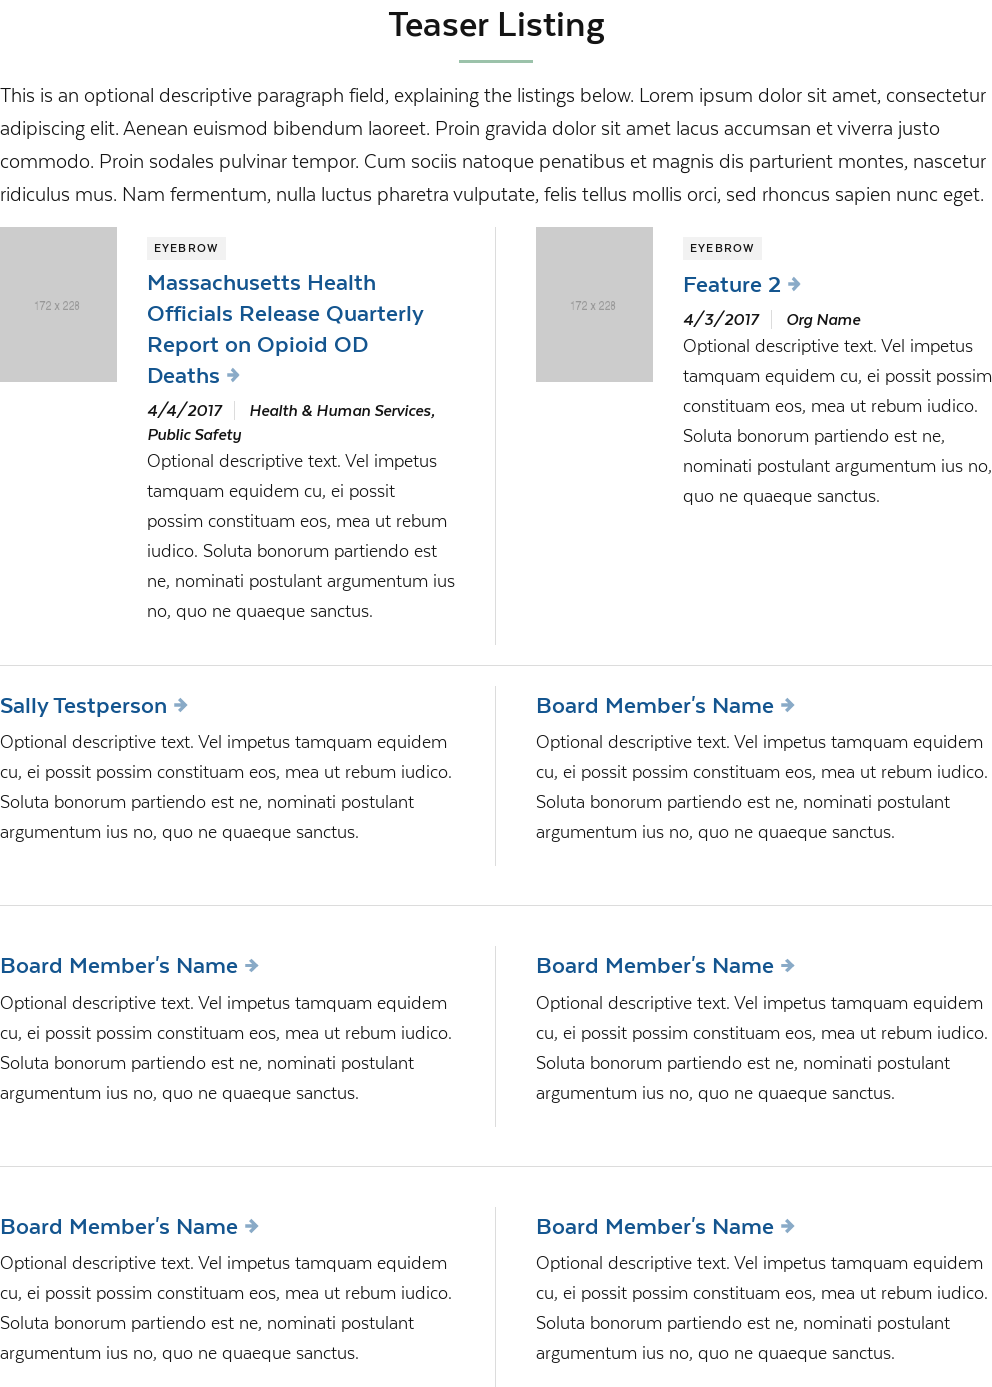 Teaser Listing
This is an optional descriptive paragraph field, explaining the listings below. Lorem ipsum dolor sit amet, consectetur
adipiscing elit. Aenean euismod bibendum laoreet. Proin gravida dolor sit amet lacus accumsan et viverra justo
commodo. Proin sodales pulvinar tempor. Cum sociis natoque penatibus et magnis dis parturient montes, nascetur
ridiculus mus. Nam fermentum, nulla luctus pharetra vulputate, felis tellus mollis orci, sed rhoncus sapien nunc eget.
172 x 228
EYEBROW
Massachusetts Health
Officials Release Quarterly
Report on Opioid OD
Deaths
4/4/2017 Health & Human Services,
Public Safety
Optional descriptive text. Vel impetus
tamquam equidem cu, ei possit
possim constituam eos, mea ut rebum
iudico. Soluta bonorum partiendo est
ne, nominati postulant argumentum ius
no, quo ne quaeque sanctus.
172 x 228
EYEBROW
Feature 2
4/3/2017 Org Name
Optional descriptive text. Vel impetus
tamquam equidem cu, ei possit possim
constituam eos, mea ut rebum iudico.
Soluta bonorum partiendo est ne,
nominati postulant argumentum ius no,
quo ne quaeque sanctus.
Sally Testperson
Optional descriptive text. Vel impetus tamquam equidem
cu, ei possit possim constituam eos, mea ut rebum iudico.
Soluta bonorum partiendo est ne, nominati postulant
argumentum ius no, quo ne quaeque sanctus.
Board Member's Name
Optional descriptive text. Vel impetus tamquam equidem
cu, ei possit possim constituam eos, mea ut rebum iudico.
Soluta bonorum partiendo est ne, nominati postulant
argumentum ius no, quo ne quaeque sanctus.
Board Member's Name
Optional descriptive text. Vel impetus tamquam equidem
cu, ei possit possim constituam eos, mea ut rebum iudico.
Soluta bonorum partiendo est ne, nominati postulant
argumentum ius no, quo ne quaeque sanctus.
Board Member's Name
Optional descriptive text. Vel impetus tamquam equidem
cu, ei possit possim constituam eos, mea ut rebum iudico.
Soluta bonorum partiendo est ne, nominati postulant
argumentum ius no, quo ne quaeque sanctus.
Board Member's Name
Optional descriptive text. Vel impetus tamquam equidem
cu, ei possit possim constituam eos, mea ut rebum iudico.
Soluta bonorum partiendo est ne, nominati postulant
argumentum ius no, quo ne quaeque sanctus.
Board Member's Name
Optional descriptive text. Vel impetus tamquam equidem
cu, ei possit possim constituam eos, mea ut rebum iudico.
Soluta bonorum partiendo est ne, nominati postulant
argumentum ius no, quo ne quaeque sanctus.